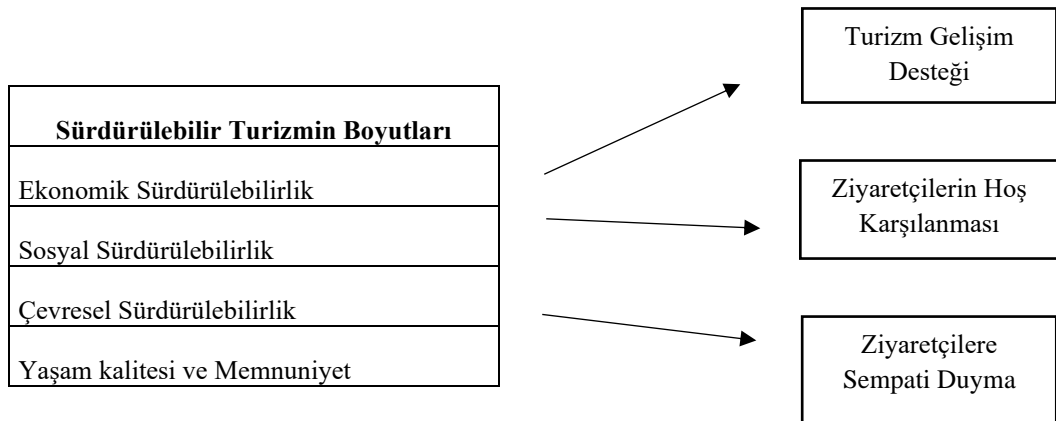 Sürdürülebilir Turizmin Boyutları
Ekonomik Sürdürülebilirlik
Sosyal Sürdürülebilirlik
Çevresel Sürdürülebilirlik
Yaşam kalitesi ve Memnuniyet
Turizm Gelişim
Desteği
Ziyaretçilerin Hoş
Karşılanması
Ziyaretçilere
Sempati Duyma